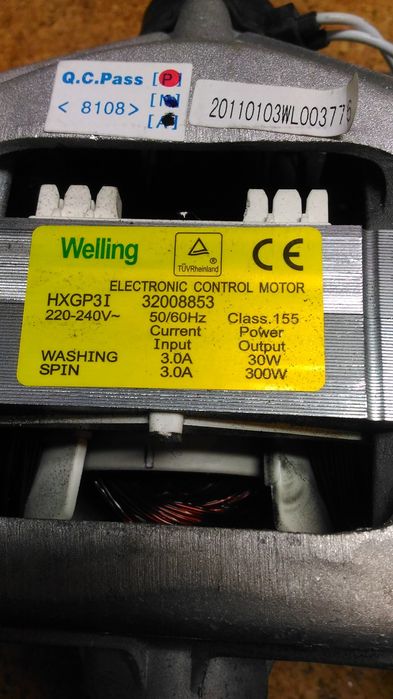 Q.C.Pass [P]
< 8108 > [N]
[A]
20110103WL003776
Welling
TÜVRheinland ®
CE
ELECTRONIC CONTROL MOTOR
HXGP3I 32008853
220-240V~ 50/60Hz Class.155
Current Power
Input Output
WASHING 3.0A 30W
SPIN 3.0A 300W